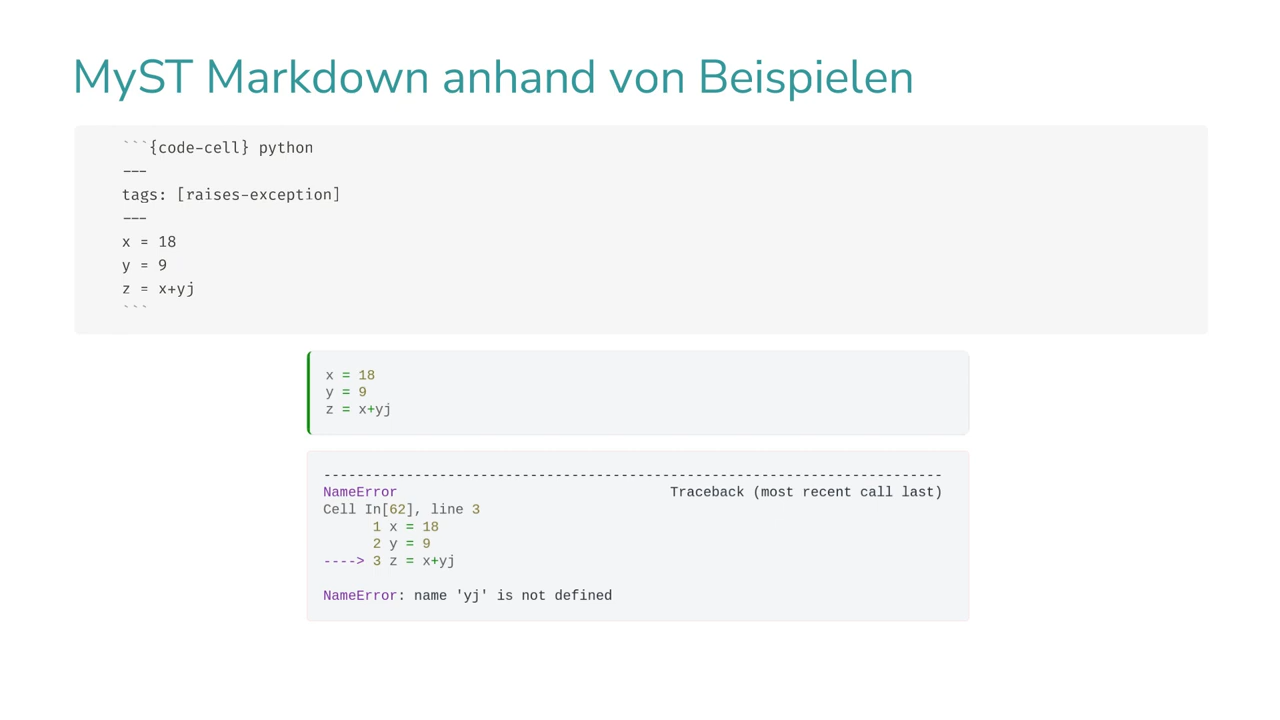 MyST Markdown anhand von Beispielen
```{code-cell} python
---
tags: [raises-exception]
---
x = 18
y = 9
z = x+yj
```
x = 18
y = 9
z = x+yj
---------------------------------------------------------------------------
NameError                                 Traceback (most recent call last)
Cell In[62], line 3
      1 x = 18
      2 y = 9
----> 3 z = x+yj
NameError: name 'yj' is not defined